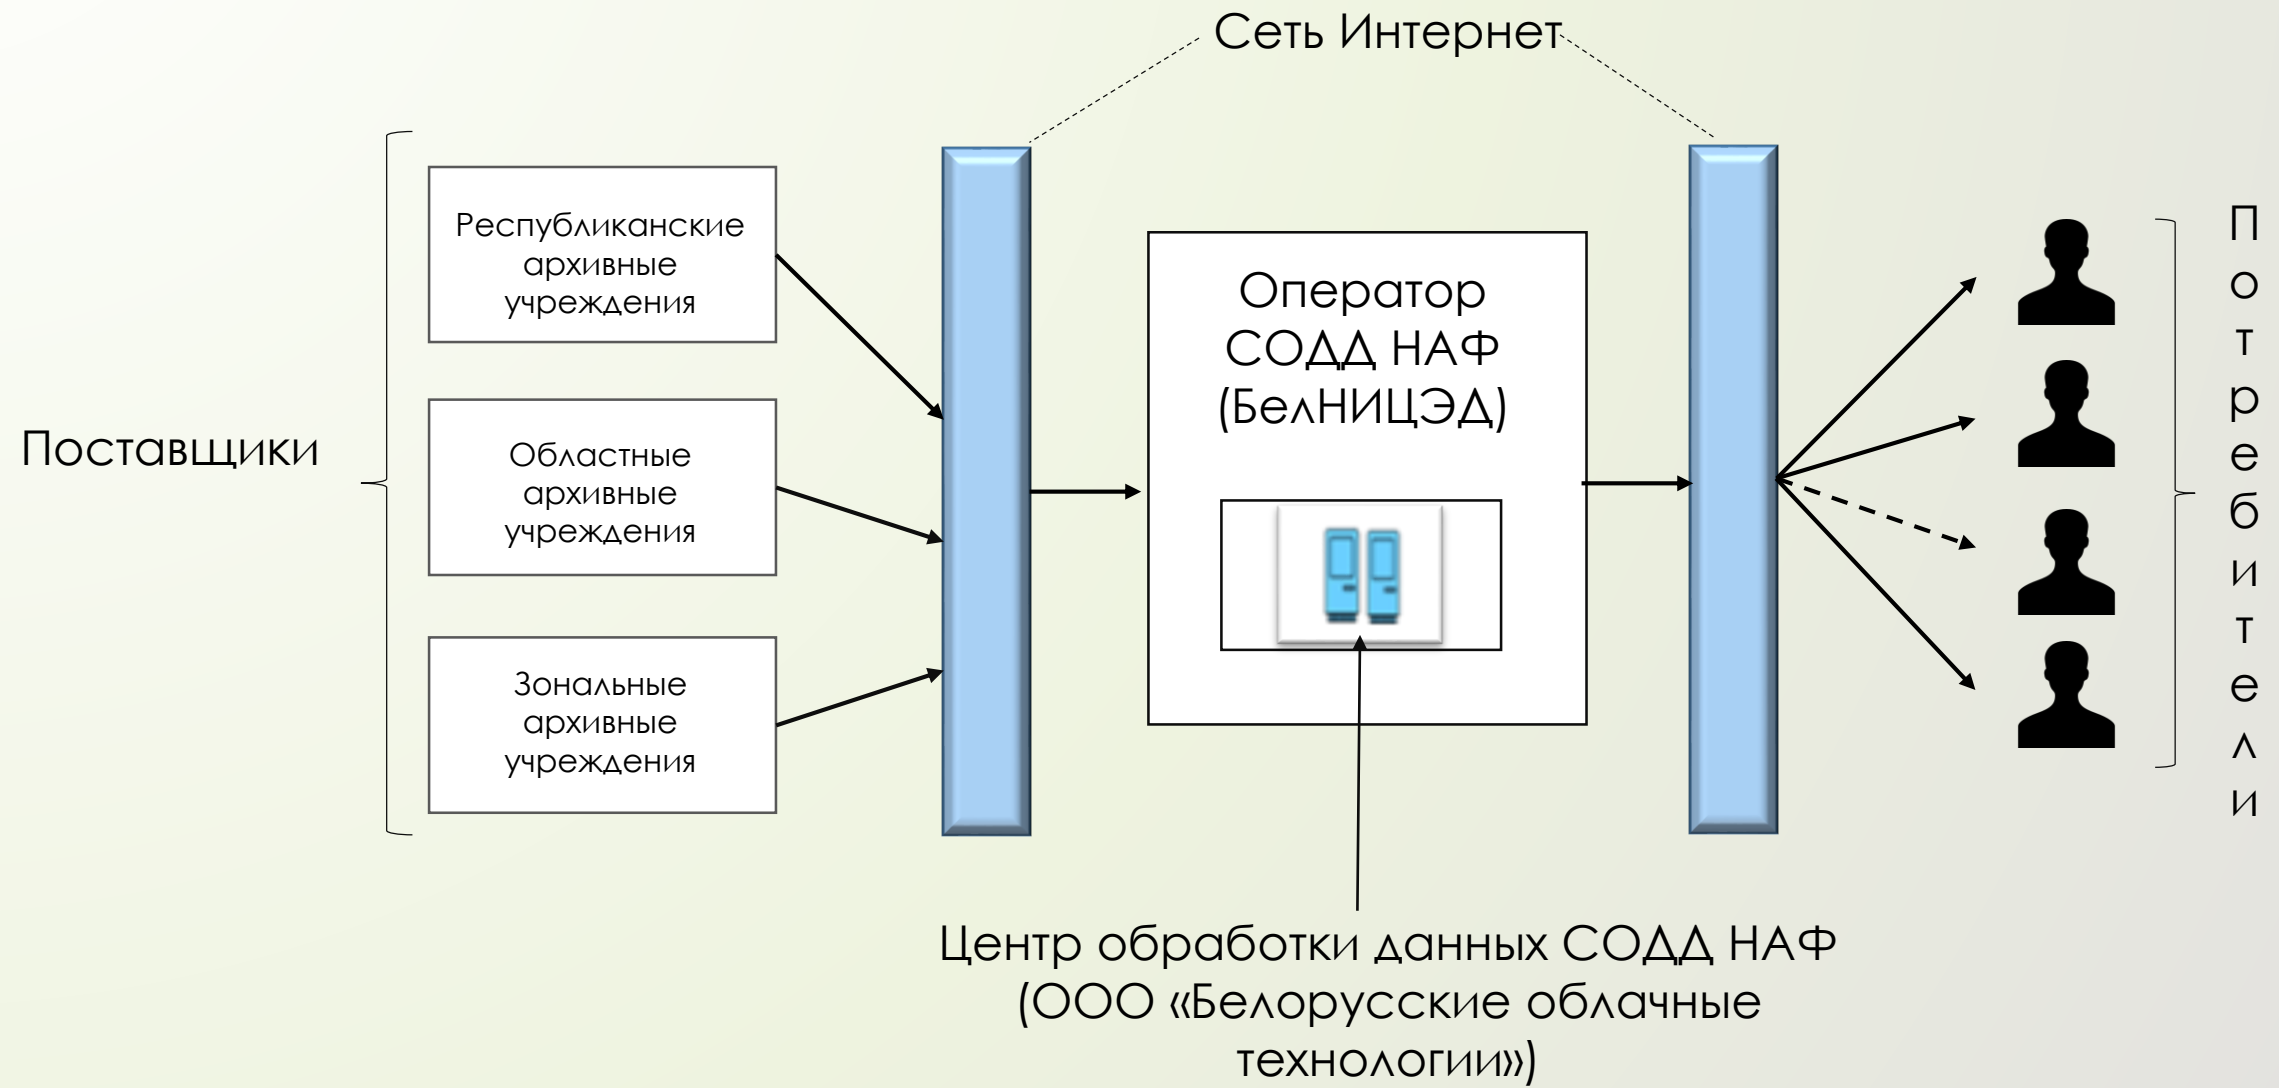 Сеть Интернет
Поставщики
Республиканские
архивные
учреждения
Областные
архивные
учреждения
Зональные
архивные
учреждения
Оператор
СОДД НАФ
(БелНИЦЭД)
Потребители
Центр обработки данных СОДД НАФ
(ООО «Белорусские облачные
технологии»)